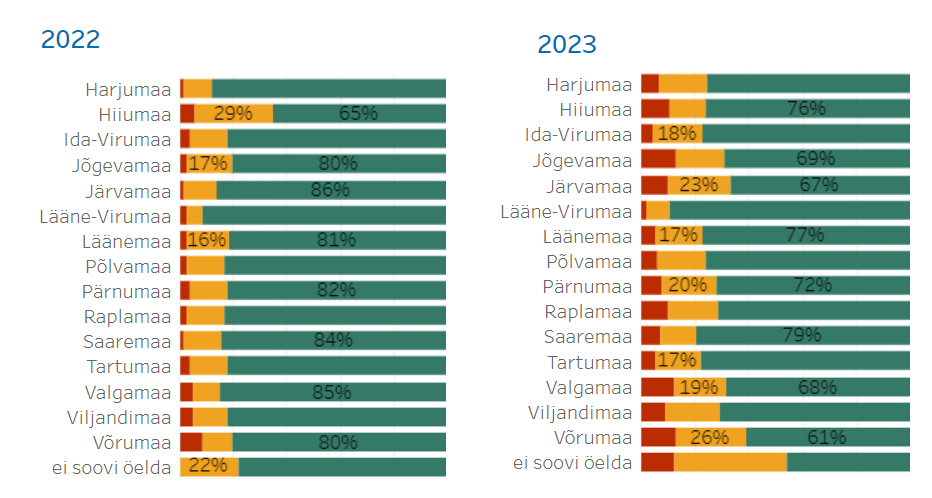 2022
Harjumaa
Hiiumaa 29% 65%
Ida-Virumaa
Jõgevamaa 17% 80%
Järvamaa 86%
Lääne-Virumaa
Läänemaa 16% 81%
Põlvamaa
Pärnumaa 82%
Raplamaa
Saaremaa 84%
Tartumaa
Valgamaa 85%
Viljandimaa
Võrumaa 80%
ei soovi öelda 22%
2023
Harjumaa
Hiiumaa 76%
Ida-Virumaa 18%
Jõgevamaa 69%
Järvamaa 23% 67%
Lääne-Virumaa
Läänemaa 17% 77%
Põlvamaa
Pärnumaa 20% 72%
Raplamaa
Saaremaa 79%
Tartumaa 17%
Valgamaa 19% 68%
Viljandimaa
Võrumaa 26% 61%
ei soovi öelda